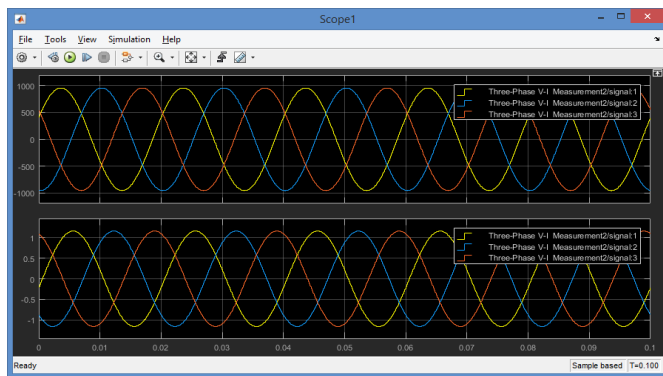 Scope1
File Tools View Simulation Help
Three-Phase V-I Measurement2/signal:1
Three-Phase V-I Measurement2/signal:2
Three-Phase V-I Measurement2/signal:3
1000
500
0
-500
-1000
Three-Phase V-I Measurement2/signal:1
Three-Phase V-I Measurement2/signal:2
Three-Phase V-I Measurement2/signal:3
1
0.5
0
-0.5
-1
0 0.01 0.02 0.03 0.04 0.05 0.06 0.07 0.08 0.09 0.1
Ready Sample based T=0.100